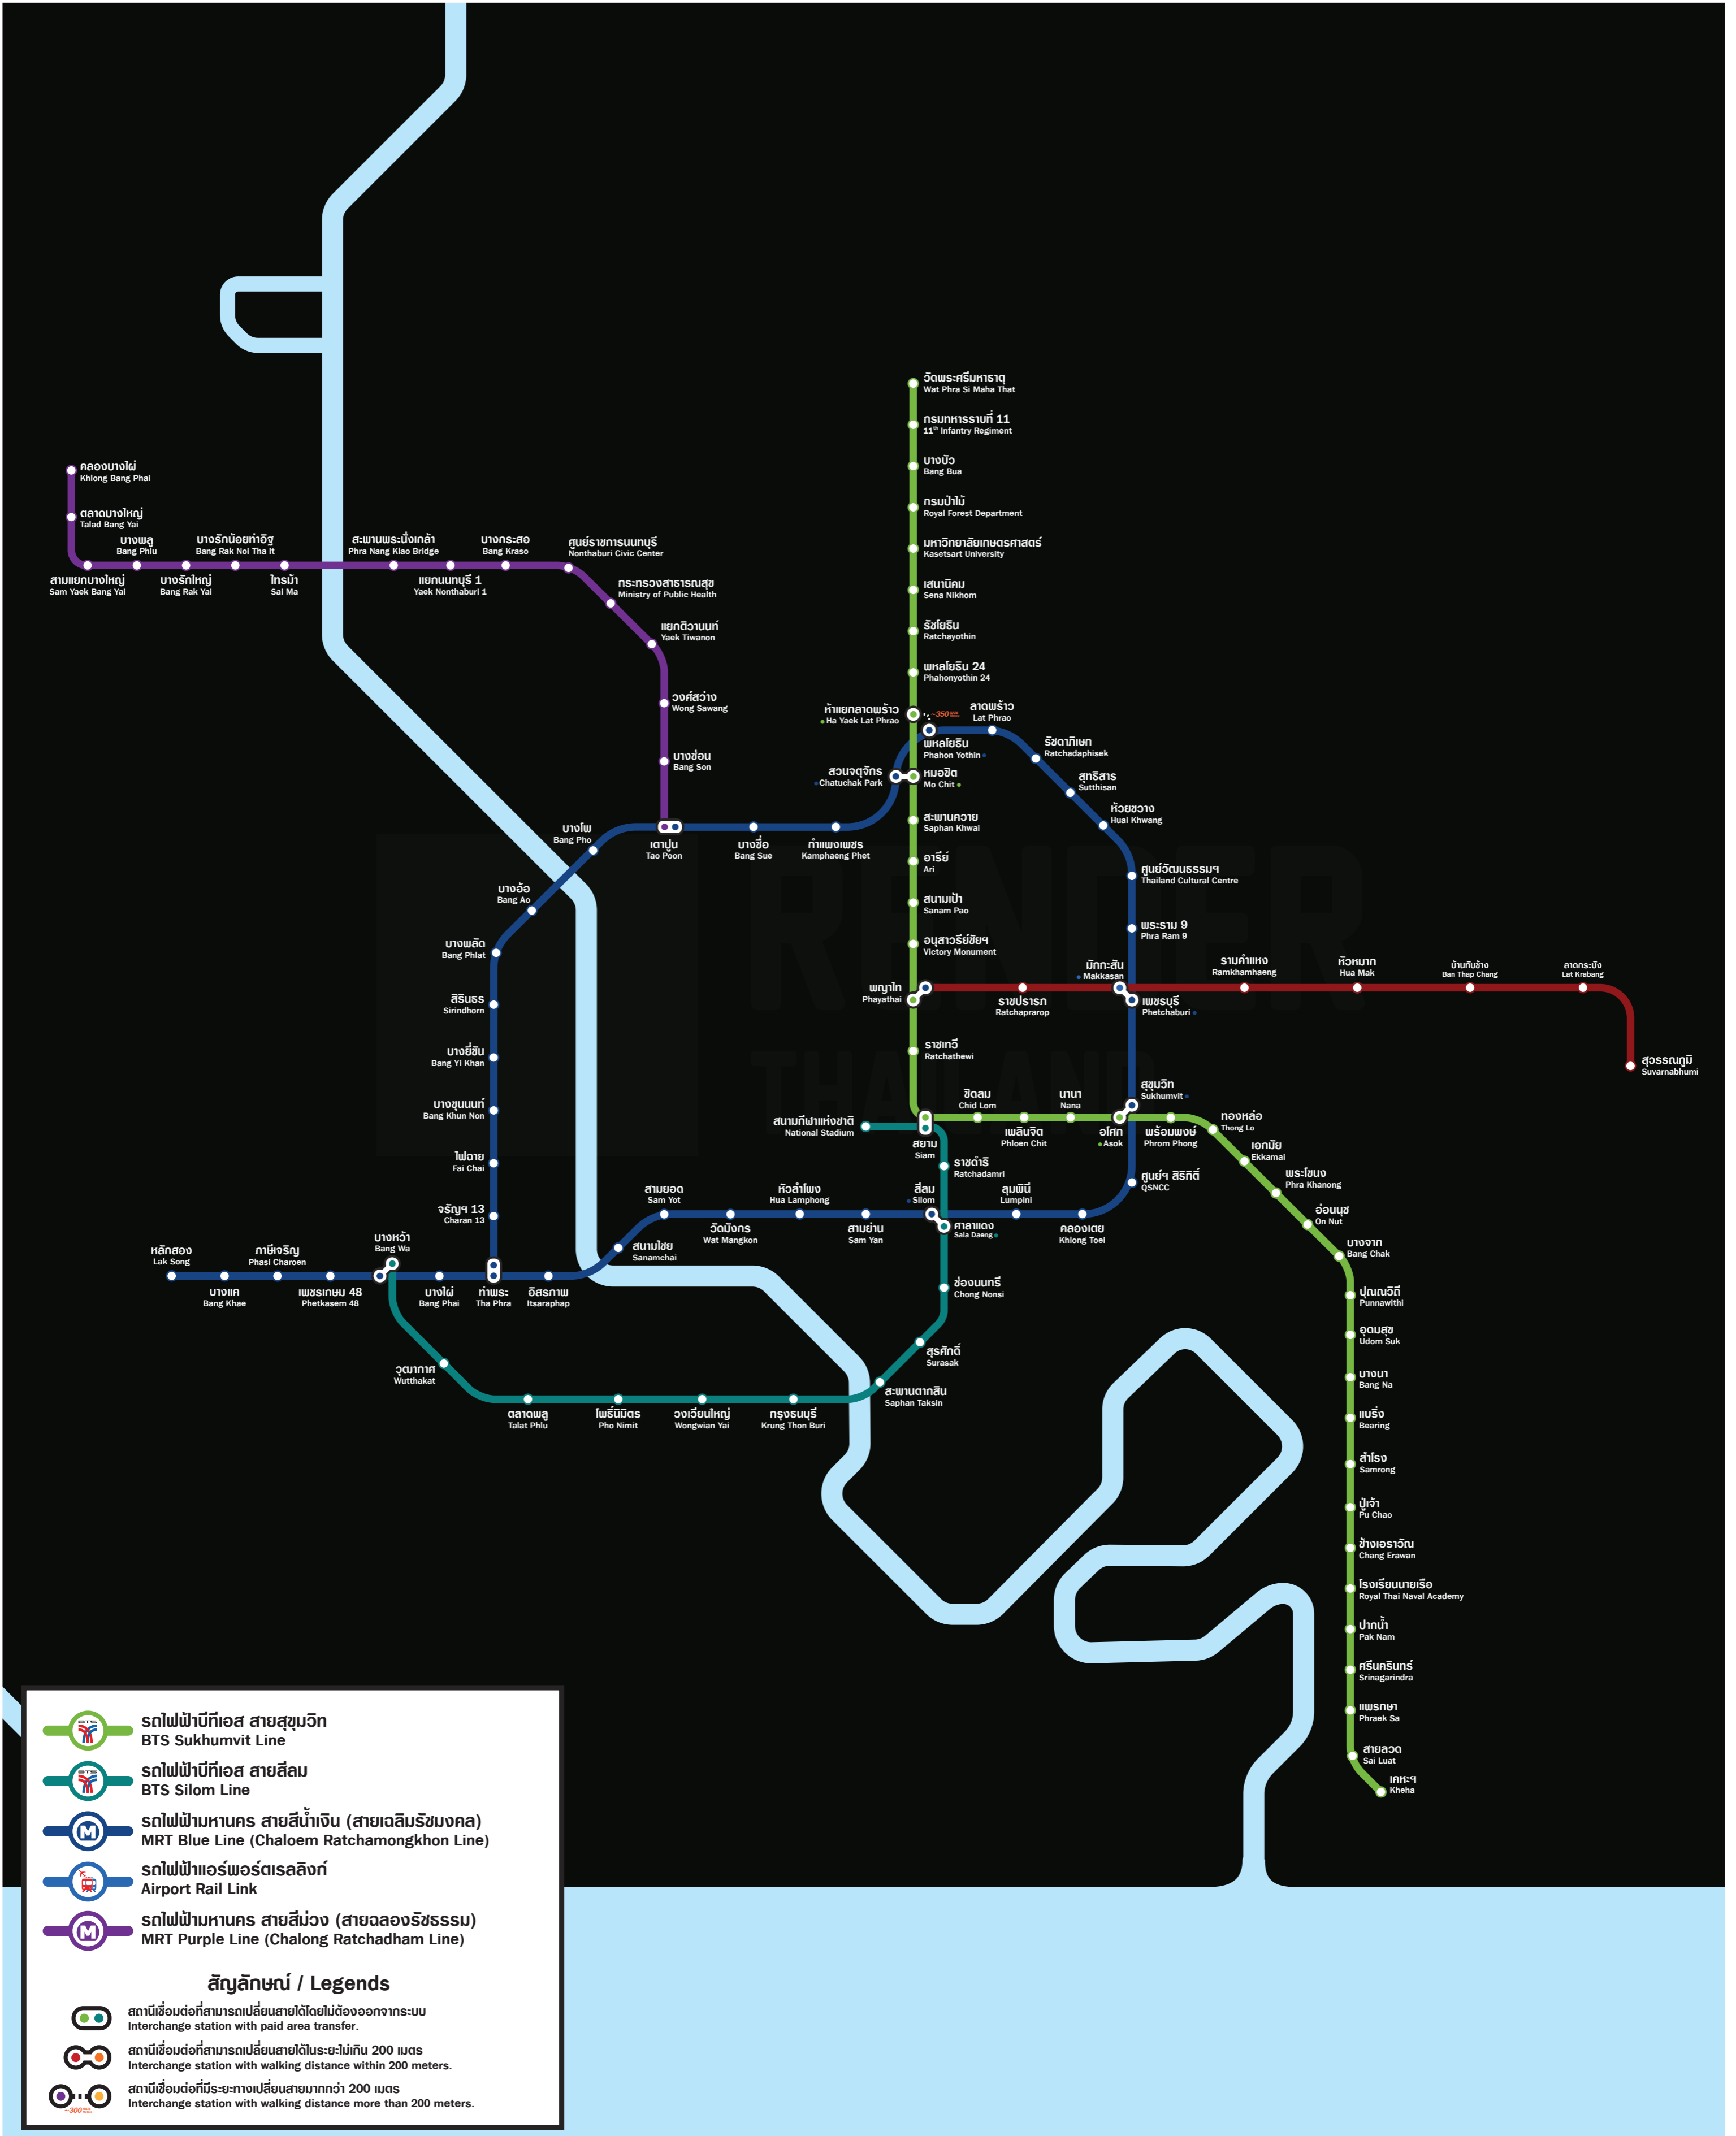 วัดพระศรีมหาธาตุ
Wat Phra Si Maha That
กรมทหารราบที่ 11
11th Infantry Regiment
บางบัว
Bang Bua
กรมป่าไม้
Royal Forest Department
มหาวิทยาลัยเกษตรศาสตร์
Kasetsart University
เสนานิคม
Sena Nikhom
รัชโยธิน
Ratchayothin
พหลโยธิน 24
Phahonyothin 24
ห้าแยกลาดพร้าว
Ha Yaek Lat Phrao
~350
ลาดพร้าว
Lat Phrao
พหลโยธิน
Phahon Yothin
รัชดาภิเษก
Ratchadaphisek
สวนจตุจักร
Chatuchak Park
หมอชิต
Mo Chit
สุทธิสาร
Sutthisan
ห้วยขวาง
Huai Khwang
คลองบางไผ่
Khlong Bang Phai
ตลาดบางใหญ่
Talad Bang Yai
สามแยกบางใหญ่
Sam Yaek Bang Yai
บางพลู
Bang Phlu
บางรักใหญ่
Bang Rak Yai
บางรักน้อยท่าอิฐ
Bang Rak Noi Tha It
ไทรม้า
Sai Ma
สะพานพระนั่งเกล้า
Phra Nang Klao Bridge
แยกนนทบุรี 1
Yaek Nonthaburi 1
บางกระสอ
Bang Kraso
ศูนย์ราชการนนทบุรี
Nonthaburi Civic Center
กระทรวงสาธารณสุข
Ministry of Public Health
แยกติวานนท์
Yaek Tiwanon
วงศ์สว่าง
Wong Sawang
บางซ่อน
Bang Son
เตาปูน
Tao Poon
บางซื่อ
Bang Sue
กำแพงเพชร
Kamphaeng Phet
บางโพ
Bang Pho
บางอ้อ
Bang Ao
บางพลัด
Bang Phlat
สิรินธร
Sirindhorn
บางยี่ขัน
Bang Yi Khan
บางขุนนนท์
Bang Khun Non
ไฟฉาย
Fai Chai
จรัญฯ 13
Charan 13
สะพานควาย
Saphan Khwai
อารีย์
Ari
สนามเป้า
Sanam Pao
อนุสาวรีย์ชัยฯ
Victory Monument
พญาไท
Phayathai
ราชเทวี
Ratchathewi
ศูนย์วัฒนธรรมฯ
Thailand Cultural Centre
พระราม 9
Phra Ram 9
ราชปรารภ
Ratchaprarop
มักกะสัน
Makkasan
เพชรบุรี
Phetchaburi
รามคำแหง
Ramkhamhaeng
หัวหมาก
Hua Mak
บ้านทับช้าง
Ban Thap Chang
ลาดกระบัง
Lat Krabang
สุวรรณภูมิ
Suvarnabhumi
RENDER
THAILAND
สนามกีฬาแห่งชาติ
National Stadium
สยาม
Siam
ชิดลม
Chid Lom
เพลินจิต
Phloen Chit
นานา
Nana
อโศก
Asok
สุขุมวิท
Sukhumvit
พร้อมพงษ์
Phrom Phong
ทองหล่อ
Thong Lo
เอกมัย
Ekkamai
พระโขนง
Phra Khanong
อ่อนนุช
On Nut
บางจาก
Bang Chak
ปุณณวิถี
Punnawithi
อุดมสุข
Udom Suk
บางนา
Bang Na
แบริ่ง
Bearing
สำโรง
Samrong
ปู่เจ้า
Pu Chao
ช้างเอราวัณ
Chang Erawan
โรงเรียนนายเรือ
Royal Thai Naval Academy
ปากน้ำ
Pak Nam
ศรีนครินทร์
Srinagarindra
แพรกษา
Phraek Sa
สายลวด
Sai Luat
เคหะฯ
Kheha
ราชดำริ
Ratchadamri
สีลม
Silom
ศาลาแดง
Sala Daeng
ลุมพินี
Lumpini
คลองเตย
Khlong Toei
ศูนย์ฯ สิริกิติ์
QSNCC
สามย่าน
Sam Yan
หัวลำโพง
Hua Lamphong
วัดมังกร
Wat Mangkon
สามยอด
Sam Yot
สนามไชย
Sanamchai
อิสรภาพ
Itsaraphap
ท่าพระ
Tha Phra
บางไผ่
Bang Phai
บางหว้า
Bang Wa
เพชรเกษม 48
Phetkasem 48
ภาษีเจริญ
Phasi Charoen
บางแค
Bang Khae
หลักสอง
Lak Song
ช่องนนทรี
Chong Nonsi
สุรศักดิ์
Surasak
สะพานตากสิน
Saphan Taksin
กรุงธนบุรี
Krung Thon Buri
วงเวียนใหญ่
Wongwian Yai
โพธิ์นิมิตร
Pho Nimit
ตลาดพลู
Talat Phlu
วุฒากาศ
Wutthakat
BTS
รถไฟฟ้าบีทีเอส สายสุขุมวิท
BTS Sukhumvit Line
BTS
รถไฟฟ้าบีทีเอส สายสีลม
BTS Silom Line
M
รถไฟฟ้ามหานคร สายสีน้ำเงิน (สายเฉลิมรัชมงคล)
MRT Blue Line (Chaloem Ratchamongkhon Line)
รถไฟฟ้าแอร์พอร์ตเรลลิงก์
Airport Rail Link
M
รถไฟฟ้ามหานคร สายสีม่วง (สายฉลองรัชธรรม)
MRT Purple Line (Chalong Ratchadham Line)
สัญลักษณ์ / Legends
สถานีเชื่อมต่อที่สามารถเปลี่ยนสายได้โดยไม่ต้องออกจากระบบ
Interchange station with paid area transfer.
สถานีเชื่อมต่อที่สามารถเปลี่ยนสายได้ในระยะไม่เกิน 200 เมตร
Interchange station with walking distance within 200 meters.
สถานีเชื่อมต่อที่มีระยะทางเปลี่ยนสายมากกว่า 200 เมตร
Interchange station with walking distance more than 200 meters.
~300